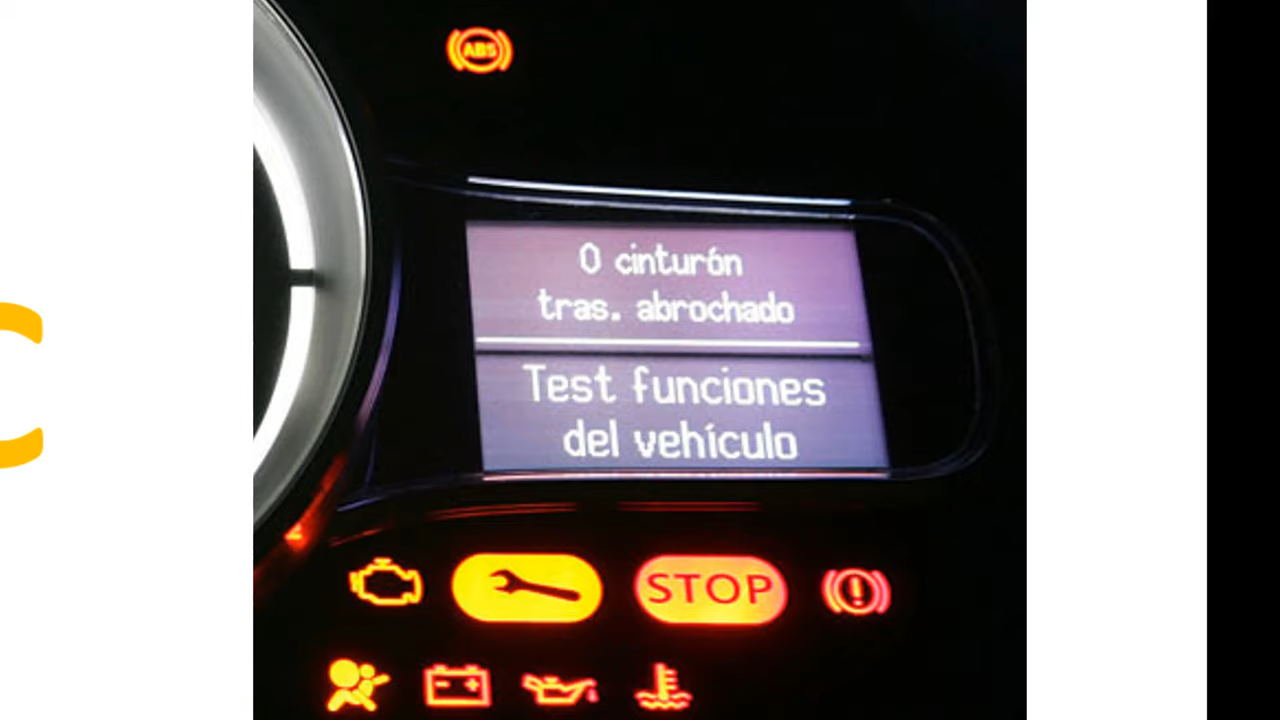 C
ABS
0 cinturón
tras. abrochado
Test funciones
del vehículo
STOP